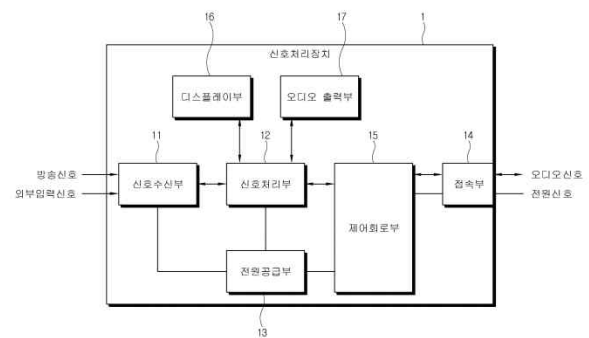 16
17
1
신호처리장치
디스플레이부
오디오 출력부
11
12
15
14
방송신호
외부입력신호
신호수신부
신호처리부
제어회로부
접속부
오디오신호
전원신호
전원공급부
13